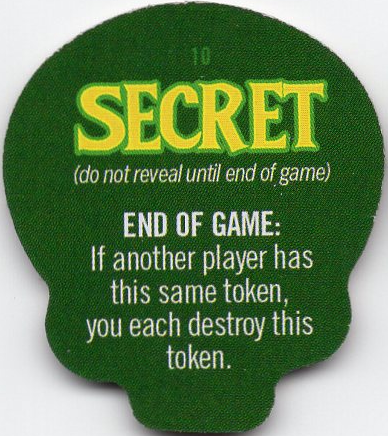 10
SECRET
(do not reveal until end of game)
END OF GAME:
If another player has
this same token,
you each destroy this
token.